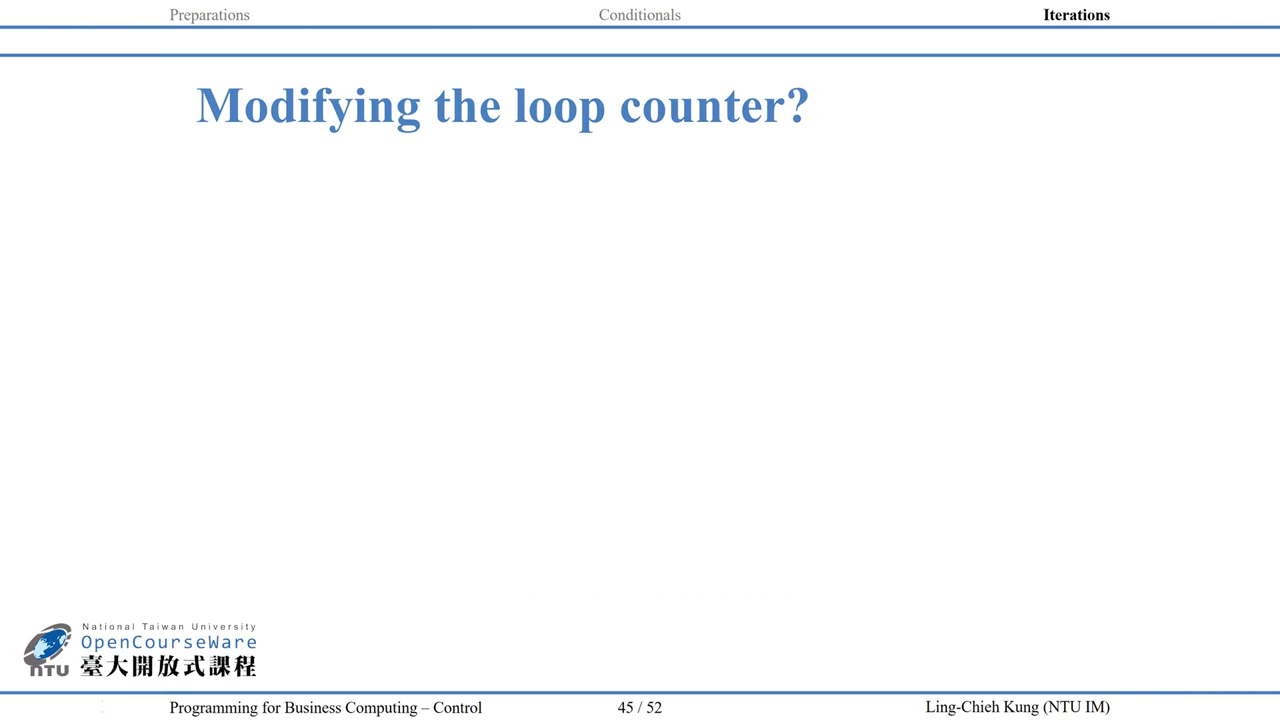 Preparations
Conditionals
Iterations
Modifying the loop counter?
National Taiwan University
OpenCourseWare
臺大開放式課程
NTU
Programming for Business Computing – Control
45 / 52
Ling-Chieh Kung (NTU IM)